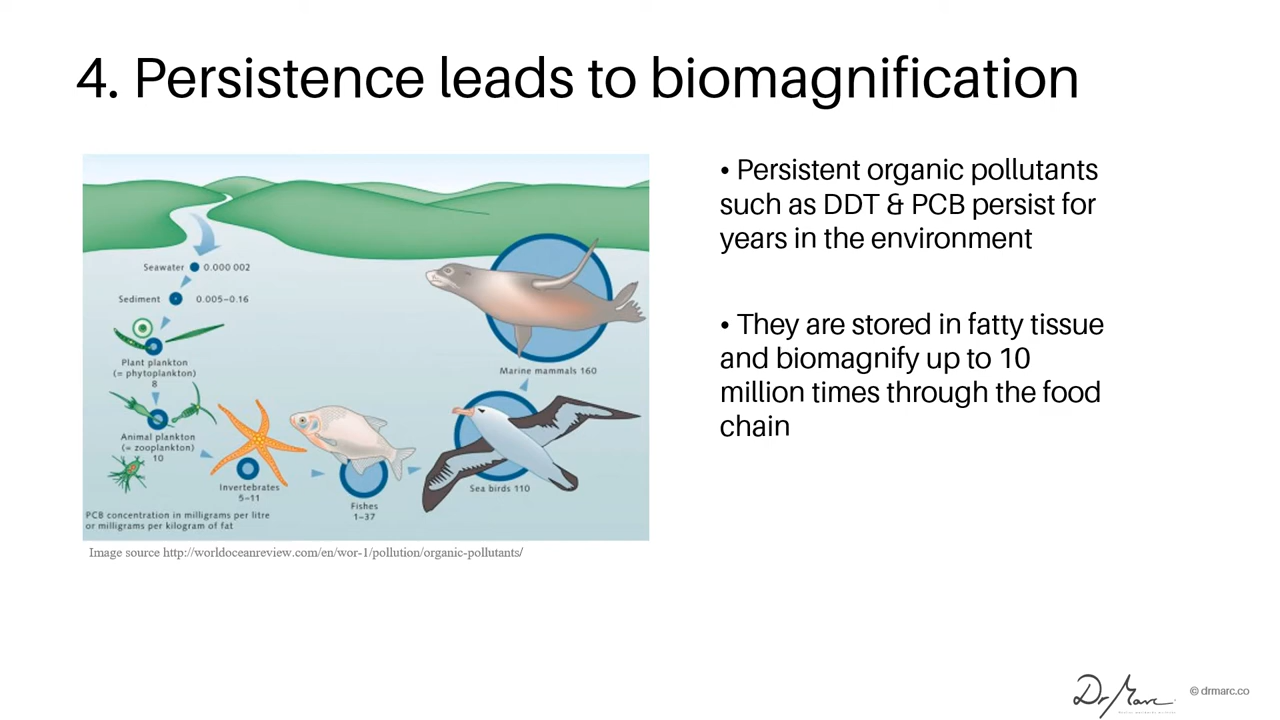 4. Persistence leads to biomagnification
Seawater 0.000 002
Sediment 0.005–0.16
Plant plankton
(= phytoplankton)
8
Animal plankton
(= zooplankton)
10
Invertebrates
5–11
Fishes
1–37
Sea birds 110
Marine mammals 160
PCB concentration in milligrams per litre
or milligrams per kilogram of fat
Image source http://worldoceanreview.com/en/wor-1/pollution/organic-pollutants/
• Persistent organic pollutants
such as DDT & PCB persist for
years in the environment
• They are stored in fatty tissue
and biomagnify up to 10
million times through the food
chain
Dr Marc
© drmarc.co